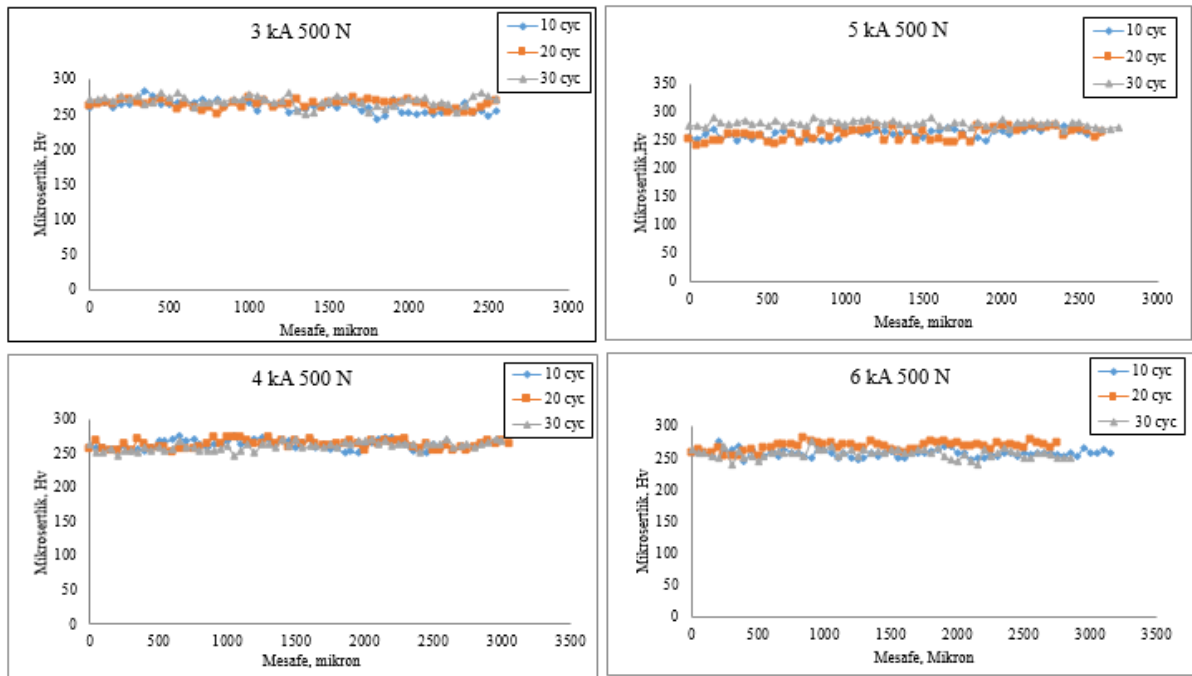 3 kA 500 N
10 cyc
20 cyc
30 cyc
Mikrosertlik, Hv
300
250
200
150
100
50
0
0 500 1000 1500 2000 2500 3000
Mesafe, mikron
5 kA 500 N
10 cyc
20 cyc
30 cyc
Mikrosertlik,Hv
350
300
250
200
150
100
50
0
0 500 1000 1500 2000 2500 3000
Mesafe, mikron
4 kA 500 N
10 cyc
20 cyc
30 cyc
Mikrosertlik, Hv
300
250
200
150
100
50
0
0 500 1000 1500 2000 2500 3000 3500
Mesafe, mikron
6 kA 500 N
10 cyc
20 cyc
30 cyc
Mikrosertlik, Hv
300
250
200
150
100
50
0
0 500 1000 1500 2000 2500 3000 3500
Mesafe, Mikron